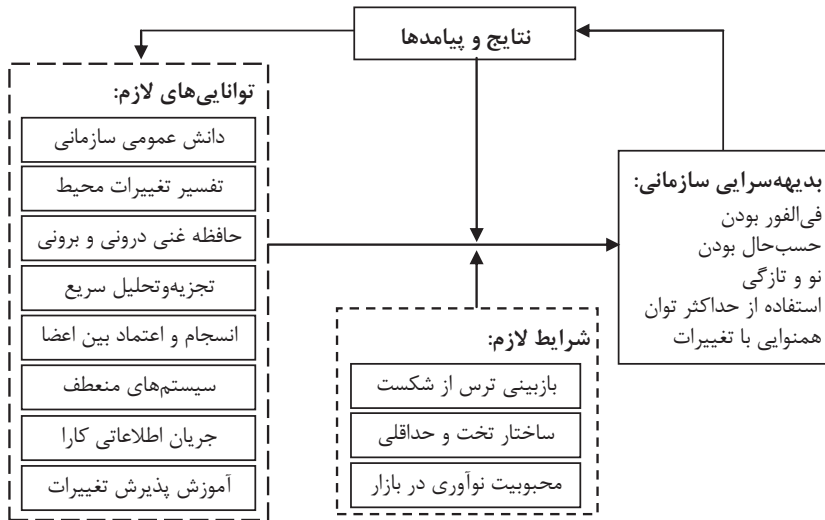 نتایج و پیامدها
توانایی‌های لازم:
دانش عمومی سازمانی
تفسیر تغییرات محیط
حافظه غنی درونی و برونی
تجزیه‌وتحلیل سریع
انسجام و اعتماد بین اعضا
سیستم‌های منعطف
جریان اطلاعاتی کارا
آموزش پذیرش تغییرات
بدیهه‌سرایی سازمانی:
فی‌الفور بودن
حسب‌حال بودن
نو و تازگی
استفاده از حداکثر توان
همنوایی با تغییرات
شرایط لازم:
بازبینی ترس از شکست
ساختار تخت و حداقلی
محبوبیت نوآوری در بازار